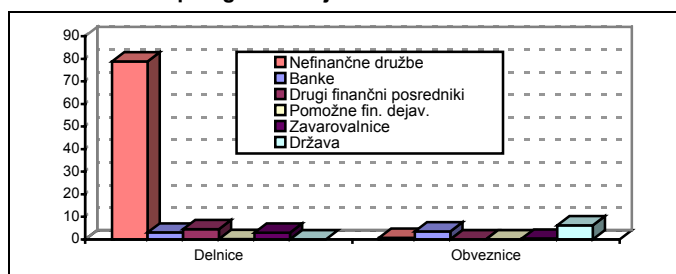 90
80
70
60
50
40
30
20
10
0
Nefinančne družbe
Banke
Drugi finančni posredniki
Pomožne fin. dejav.
Zavarovalnice
Država
Delnice
Obveznice